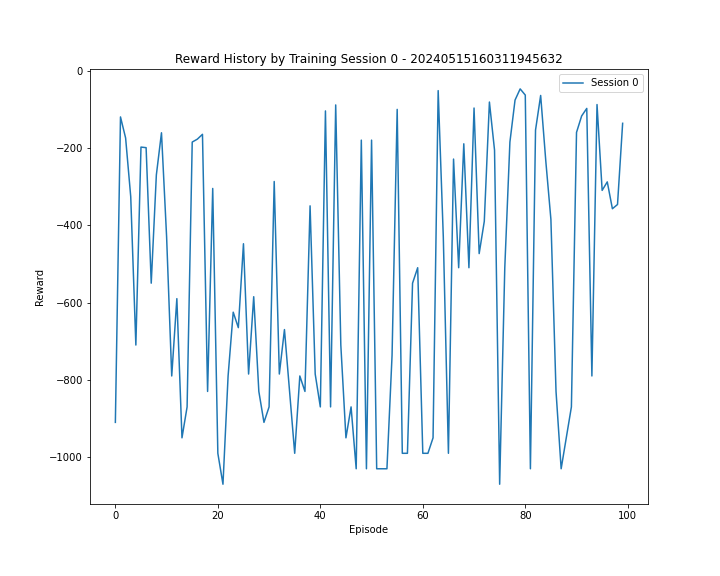 Reward History by Training Session 0 - 20240515160311945632
Session 0
0
−200
−400
−600
−800
−1000
Reward
0 20 40 60 80 100
Episode